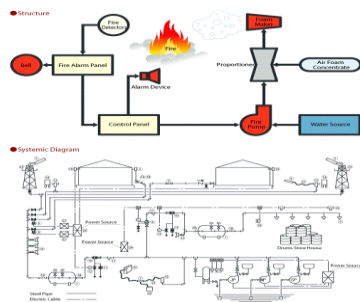 Structure
Fire
Detector
Foam
Maker
Fire
Bell
Fire Alarm Panel
Proportioner
Air Foam
Concentrate
Alarm Device
Control Panel
Fire
Pump
Water Source
Systemic Diagram
Power Source
Power Source
Drums Store House
Power Source
Steel Pipe
Electric Cable